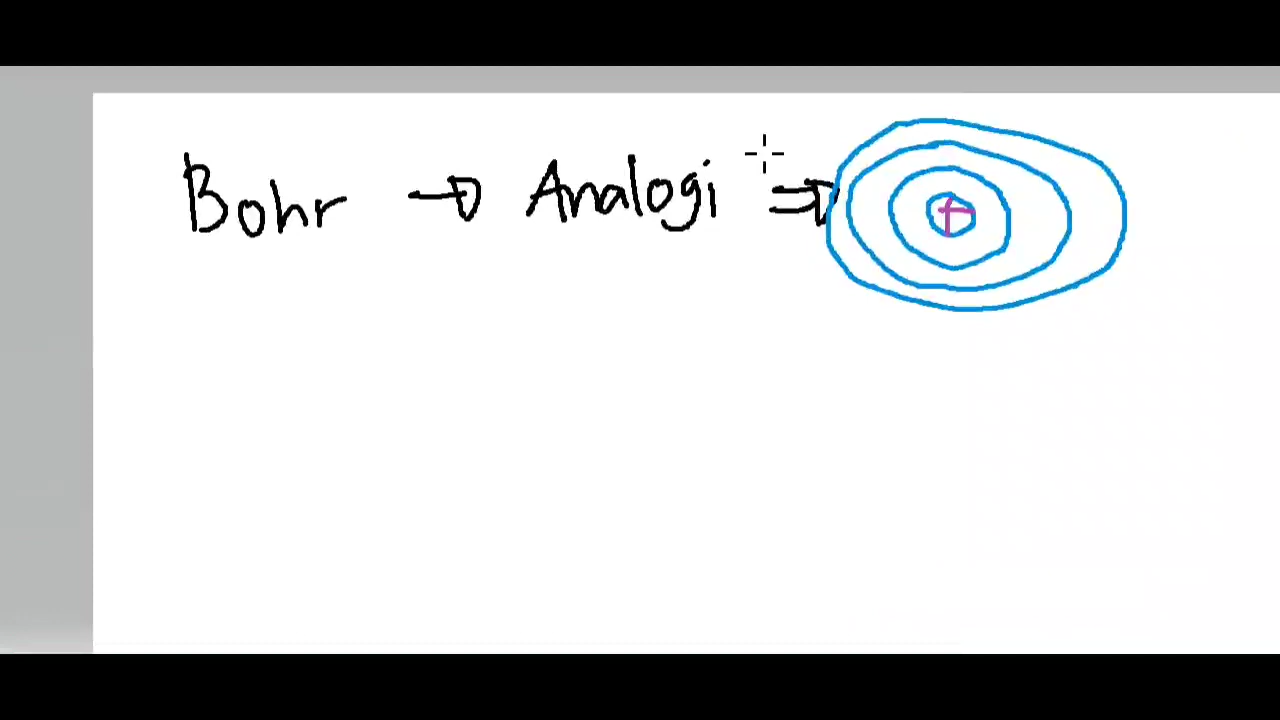 Bohr → Analogi ⇒ +